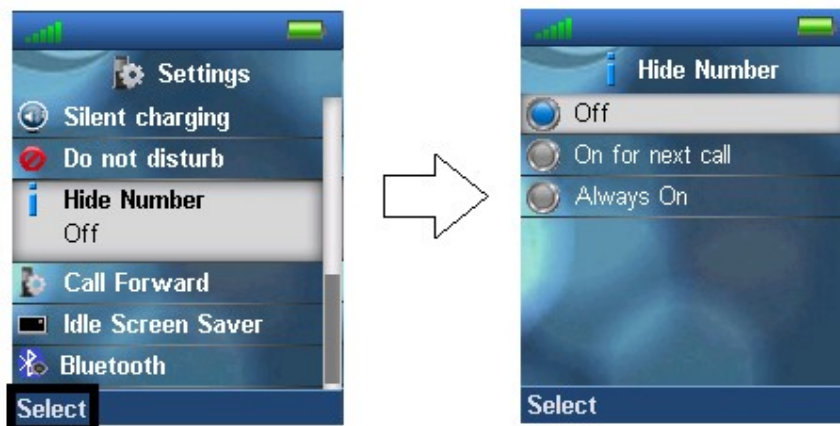 Settings
Silent charging
Do not disturb
Hide Number
Off
Call Forward
Idle Screen Saver
Bluetooth
Select
Hide Number
Off
On for next call
Always On
Select